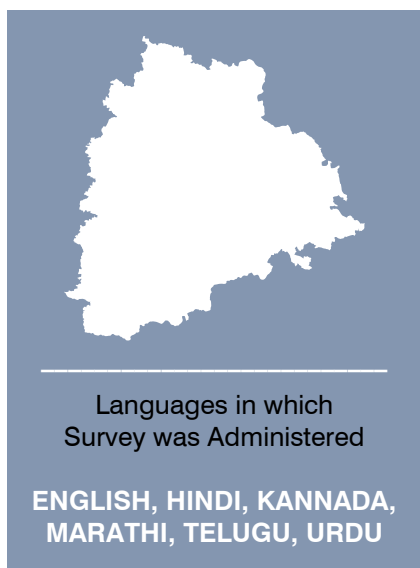 Languages in which
Survey was Administered
ENGLISH, HINDI, KANNADA,
MARATHI, TELUGU, URDU